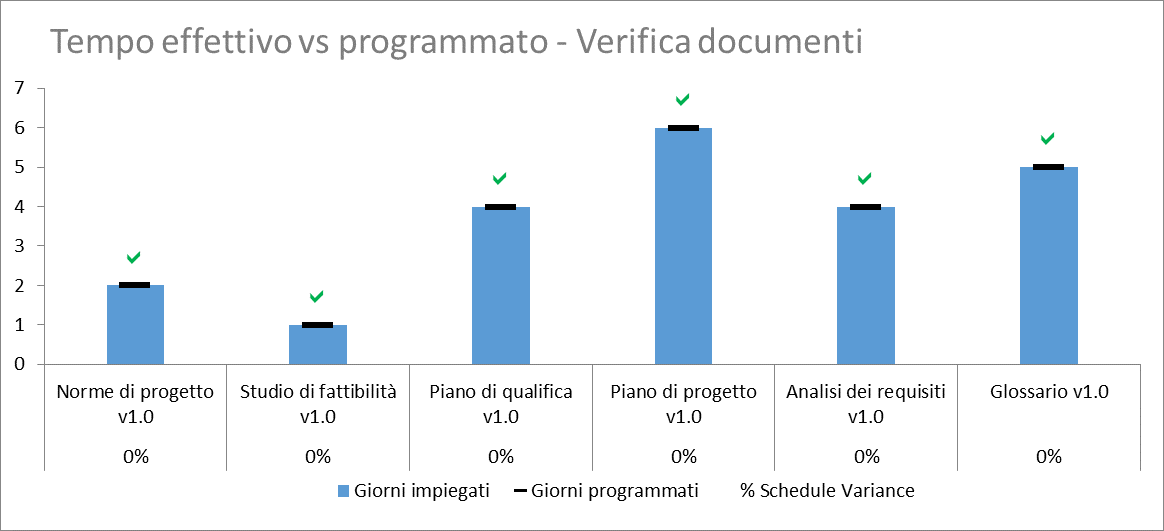 Tempo effettivo vs programmato - Verifica documenti
7
6
5
4
3
2
1
0
Norme di progetto v1.0
Studio di fattibilità v1.0
Piano di qualifica v1.0
Piano di progetto v1.0
Analisi dei requisiti v1.0
Glossario v1.0
0% 0% 0% 0% 0% 0%
Giorni impiegati Giorni programmati % Schedule Variance